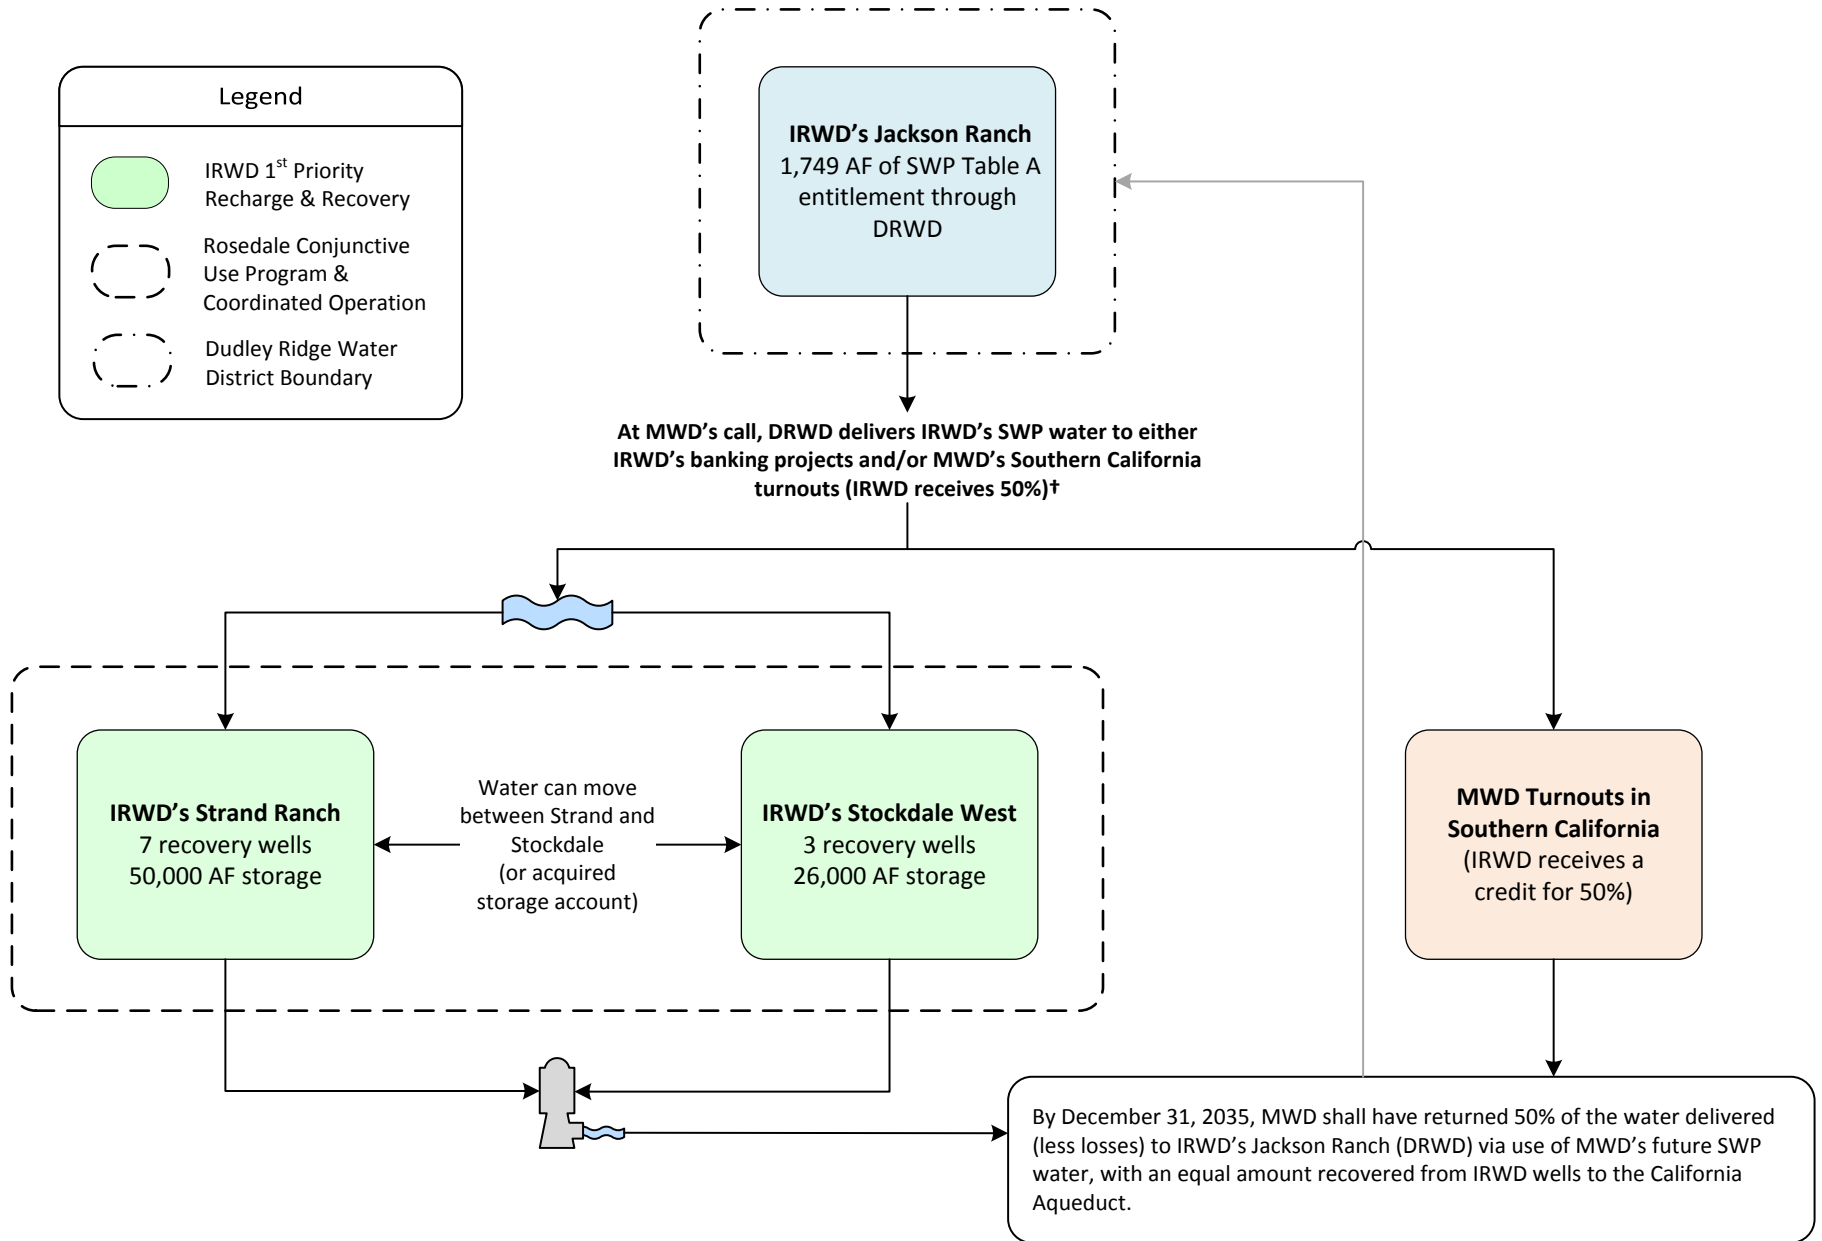 Legend
IRWD 1st Priority
Recharge & Recovery
Rosedale Conjunctive
Use Program &
Coordinated Operation
Dudley Ridge Water
District Boundary
IRWD’s Jackson Ranch
1,749 AF of SWP Table A
entitlement through
DRWD
At MWD’s call, DRWD delivers IRWD’s SWP water to either
IRWD’s banking projects and/or MWD’s Southern California
turnouts (IRWD receives 50%)†
IRWD’s Strand Ranch
7 recovery wells
50,000 AF storage
Water can move
between Strand and
Stockdale
(or acquired
storage account)
IRWD’s Stockdale West
3 recovery wells
26,000 AF storage
MWD Turnouts in
Southern California
(IRWD receives a
credit for 50%)
By December 31, 2035, MWD shall have returned 50% of the water delivered
(less losses) to IRWD’s Jackson Ranch (DRWD) via use of MWD’s future SWP
water, with an equal amount recovered from IRWD wells to the California
Aqueduct.